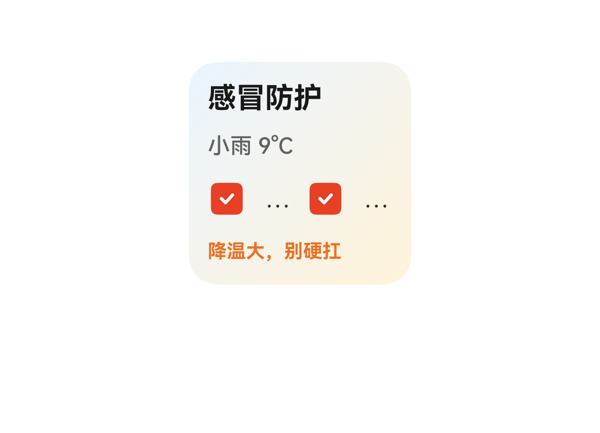 感冒防护
小雨 9℃
… …
降温大，别硬扛